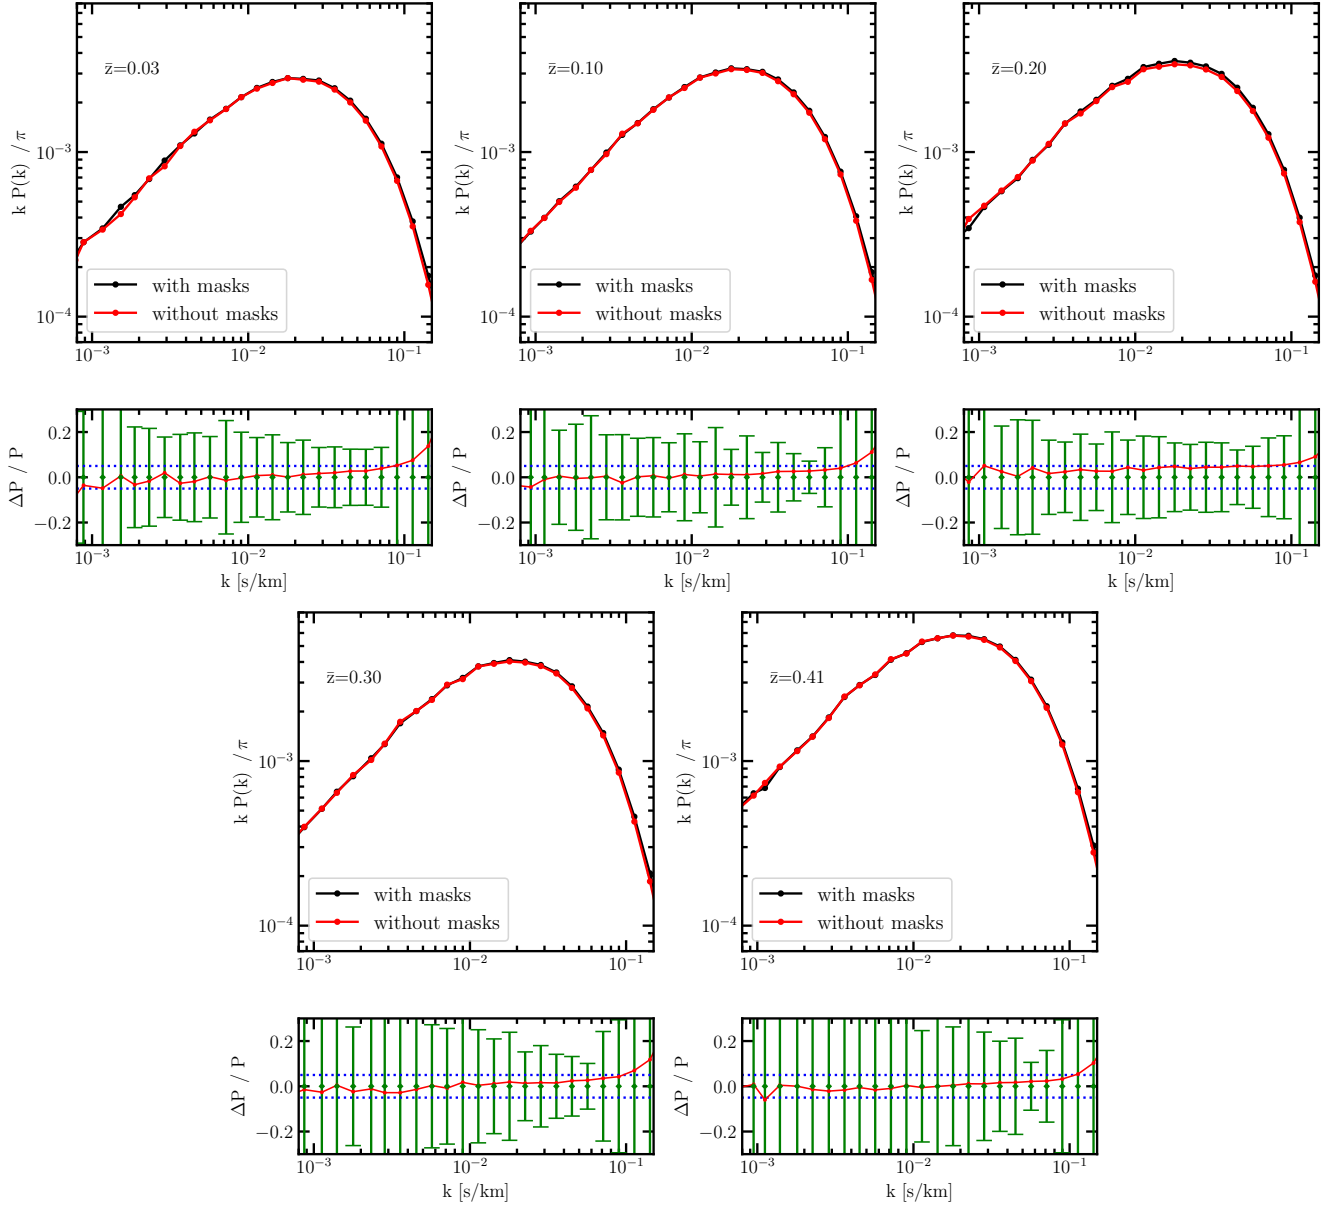 k P(k) / π
10⁻³
10⁻⁴
z̄=0.03
with masks
without masks
10⁻³ 10⁻² 10⁻¹
k P(k) / π
10⁻³
10⁻⁴
z̄=0.10
with masks
without masks
10⁻³ 10⁻² 10⁻¹
k P(k) / π
10⁻³
10⁻⁴
z̄=0.20
with masks
without masks
10⁻³ 10⁻² 10⁻¹
ΔP / P
0.2
0.0
−0.2
10⁻³ 10⁻² 10⁻¹
k [s/km]
ΔP / P
0.2
0.0
−0.2
10⁻³ 10⁻² 10⁻¹
k [s/km]
ΔP / P
0.2
0.0
−0.2
10⁻³ 10⁻² 10⁻¹
k [s/km]
k P(k) / π
10⁻³
10⁻⁴
z̄=0.30
with masks
without masks
10⁻³ 10⁻² 10⁻¹
k P(k) / π
10⁻³
10⁻⁴
z̄=0.41
with masks
without masks
10⁻³ 10⁻² 10⁻¹
ΔP / P
0.2
0.0
−0.2
10⁻³ 10⁻² 10⁻¹
k [s/km]
ΔP / P
0.2
0.0
−0.2
10⁻³ 10⁻² 10⁻¹
k [s/km]